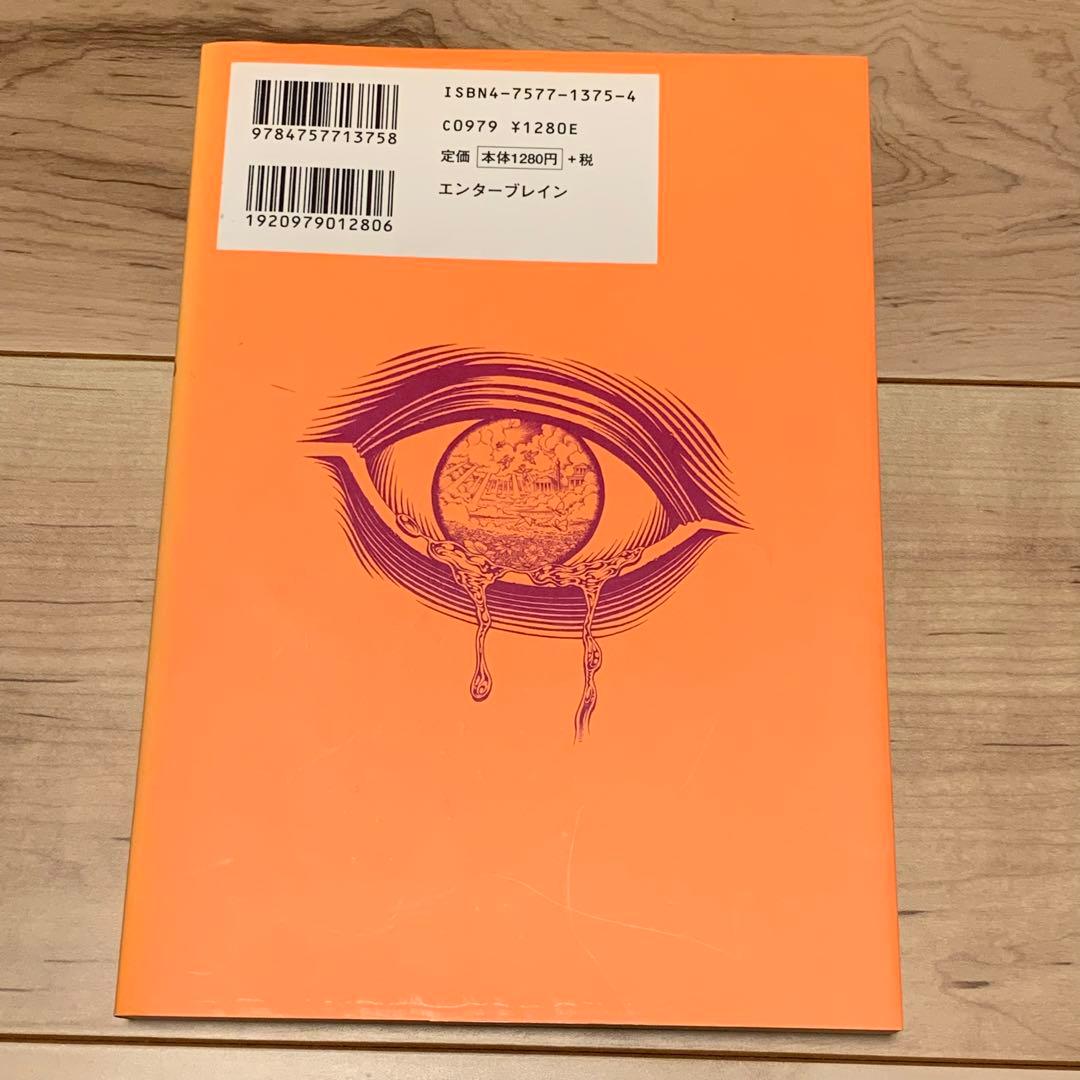 ISBN4-7577-1375-4
9784757713758
C0979 ¥1280E
定価 本体1280円 +税
1920979012806
エンターブレイン